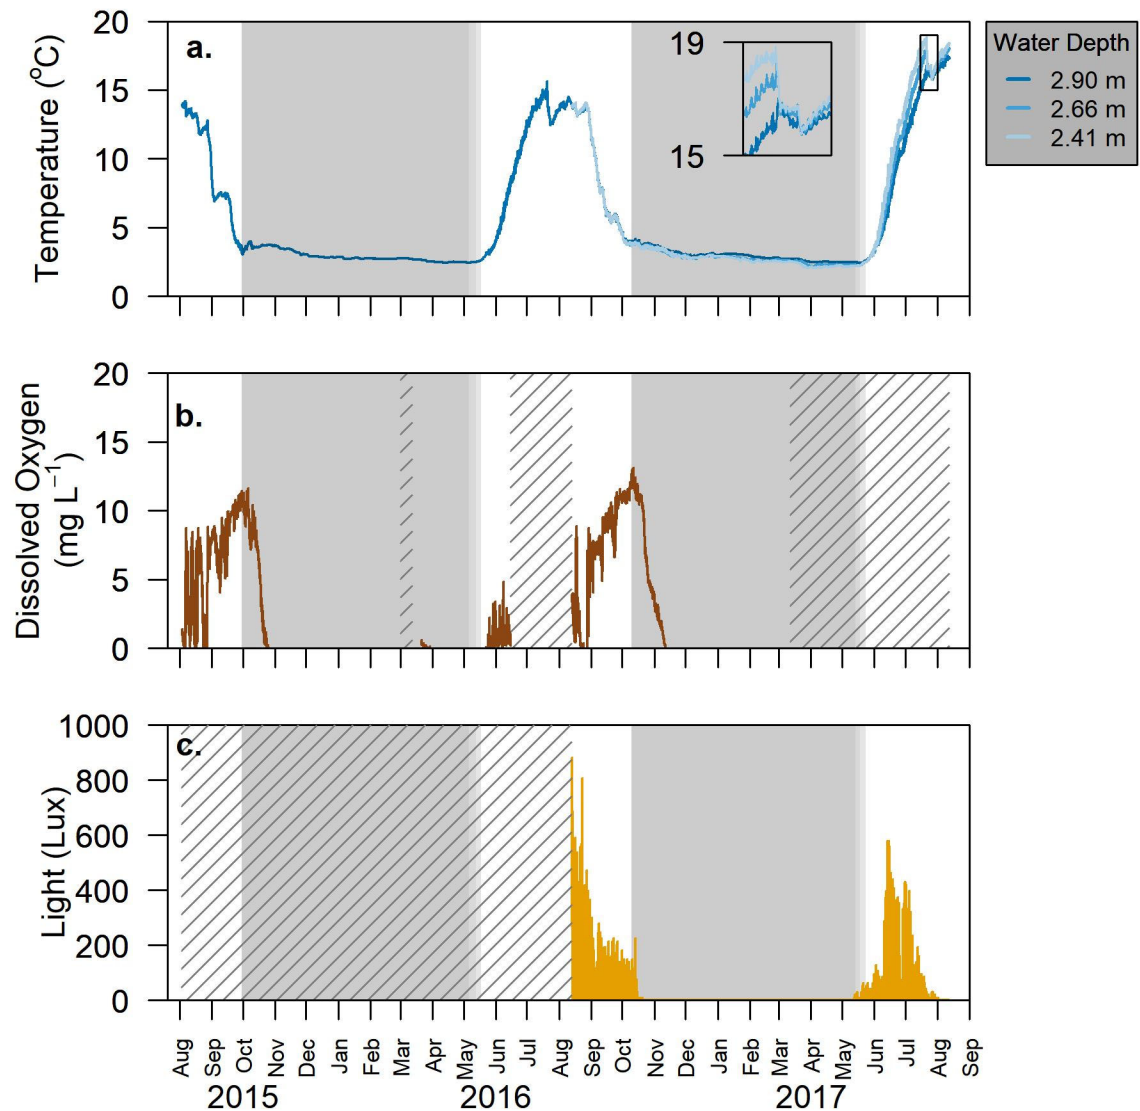 a.
Temperature (°C)
20
15
10
5
0
19
15
Water Depth
2.90 m
2.66 m
2.41 m
b.
Dissolved Oxygen
(mg L⁻¹)
20
15
10
5
0
c.
Light (Lux)
1000
800
600
400
200
0
Aug Sep Oct Nov Dec Jan Feb Mar Apr May Jun Jul Aug Sep Oct Nov Dec Jan Feb Mar Apr May Jun Jul Aug Sep
2015 2016 2017